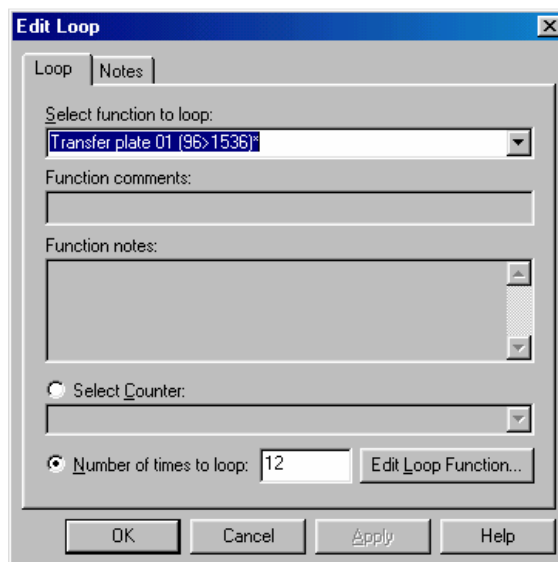 Edit Loop
Loop Notes
Select function to loop:
Transfer plate 01 (96>1536)*
Function comments:
Function notes:
Select Counter:
Number of times to loop: 12 Edit Loop Function...
OK Cancel Apply Help